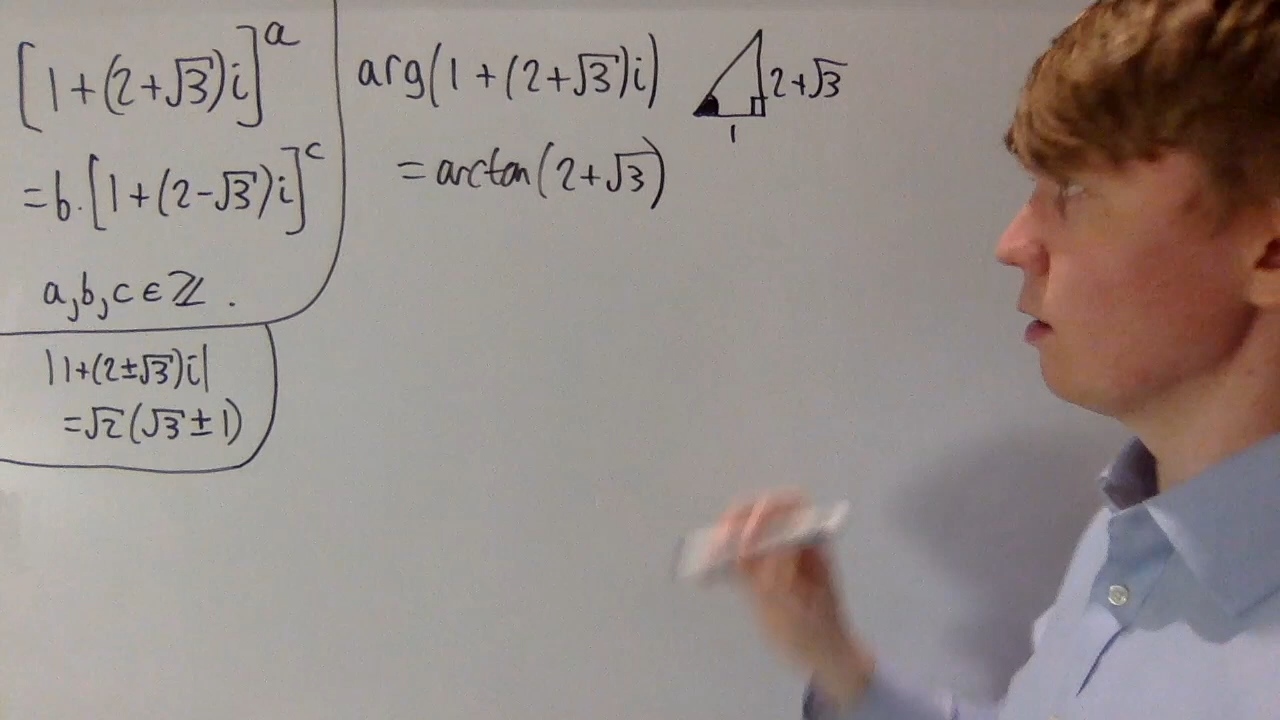 [1+(2+√3)i]^a
=b.[1+(2-√3)i]^c
a,b,c∈ℤ.
|1+(2±√3)i|
=√2(√3±1)
arg(1+(2+√3)i)
=arctan(2+√3)
2+√3
1